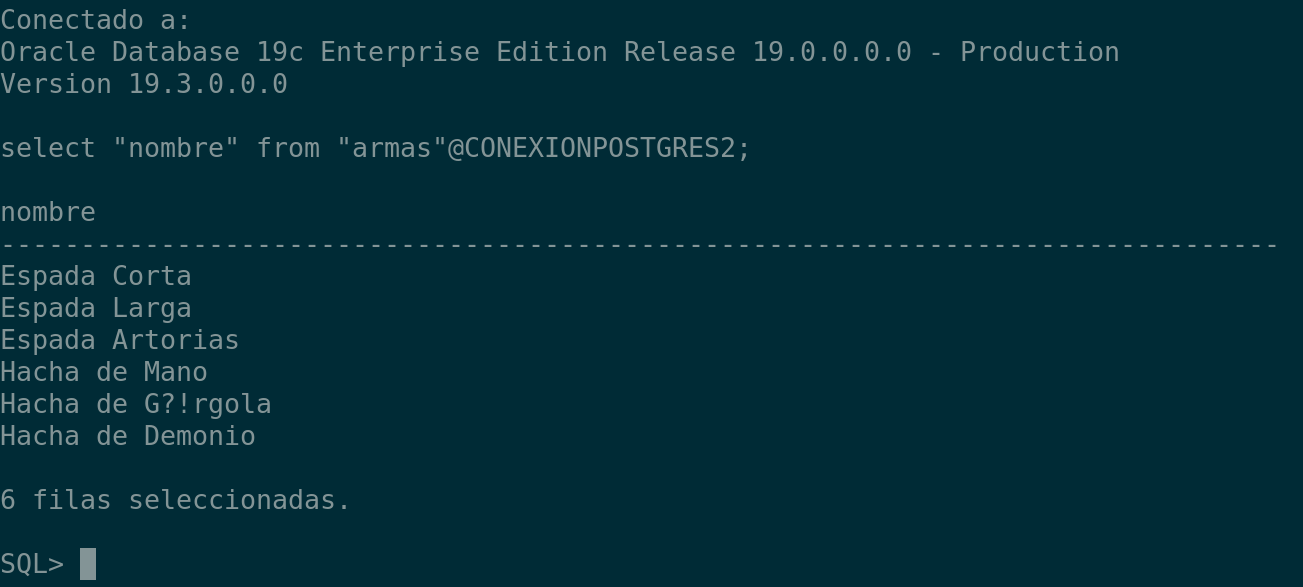 Conectado a:
Oracle Database 19c Enterprise Edition Release 19.0.0.0.0 - Production
Version 19.3.0.0.0
select "nombre" from "armas"@CONEXIONPOSTGRES2;
nombre
--------------------------------------------------------------------------------
Espada Corta
Espada Larga
Espada Artorias
Hacha de Mano
Hacha de G?!rgola
Hacha de Demonio
6 filas seleccionadas.
SQL>